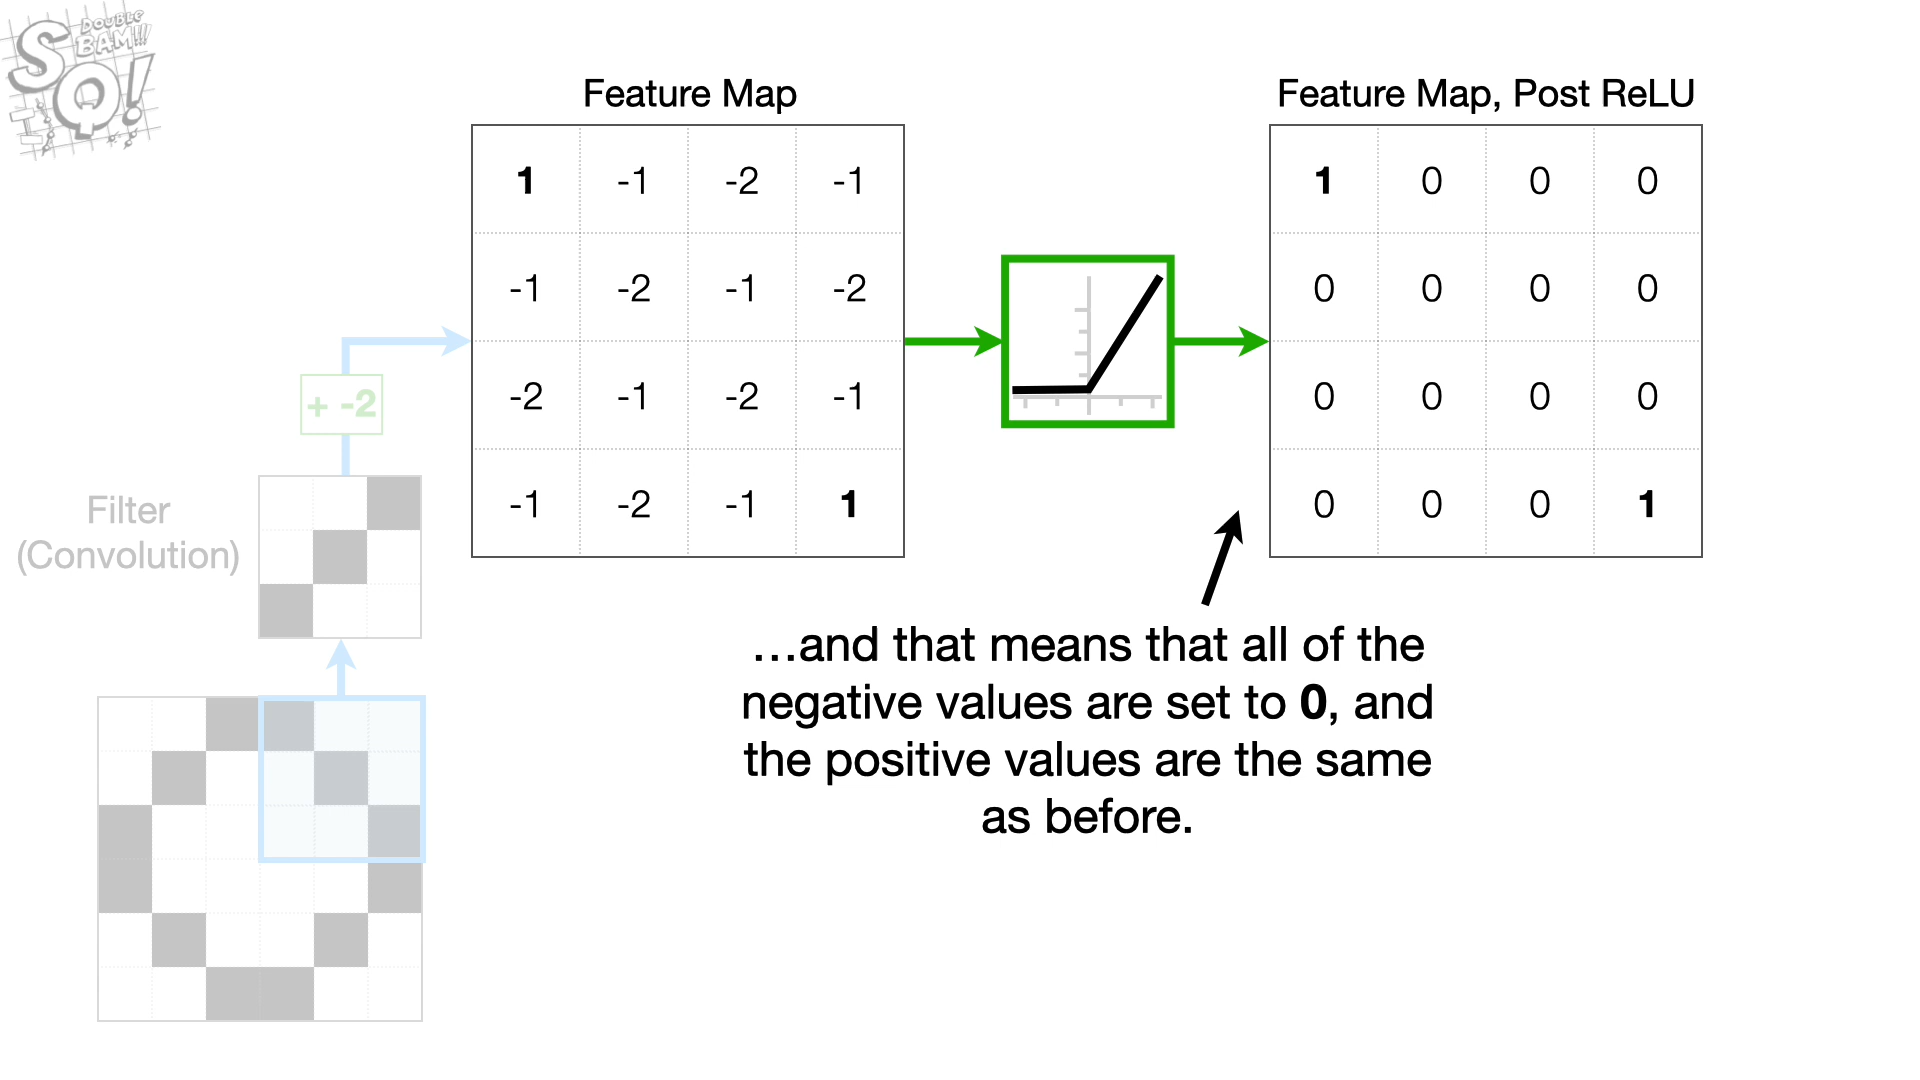 DOUBLE
BAM!!!
SQ!
Feature Map
Feature Map, Post ReLU
1 -1 -2 -1
-1 -2 -1 -2
-2 -1 -2 -1
-1 -2 -1 1
1 0 0 0
0 0 0 0
0 0 0 0
0 0 0 1
+ -2
Filter
(Convolution)
…and that means that all of the
negative values are set to 0, and
the positive values are the same
as before.